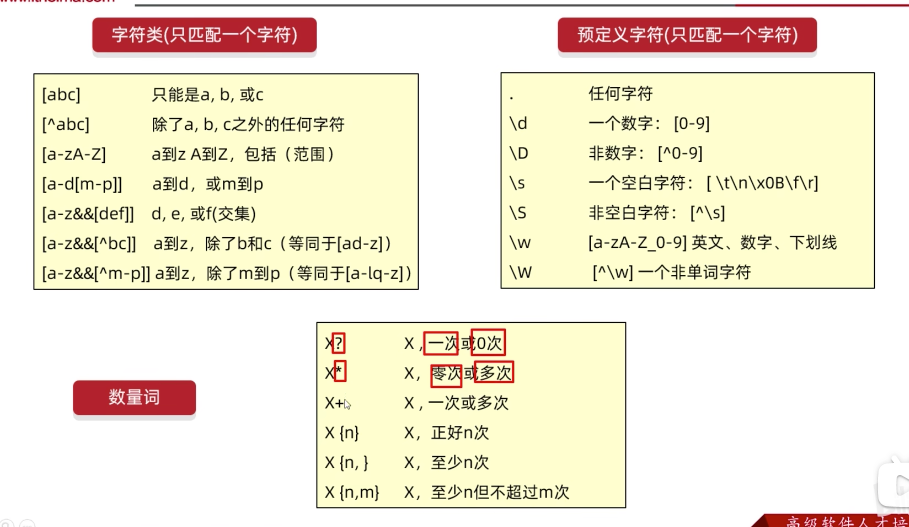 字符类(只匹配一个字符)
[abc] 只能是a, b, 或c
[^abc] 除了a, b, c之外的任何字符
[a-zA-Z] a到z A到Z，包括（范围）
[a-d[m-p]] a到d，或m到p
[a-z&&[def]] d, e, 或f(交集)
[a-z&&[^bc]] a到z，除了b和c（等同于[ad-z]）
[a-z&&[^m-p]] a到z，除了m到p（等同于[a-lq-z]）
预定义字符(只匹配一个字符)
. 任何字符
\d 一个数字： [0-9]
\D 非数字： [^0-9]
\s 一个空白字符： [ \t\n\x0B\f\r]
\S 非空白字符： [^\s]
\w [a-zA-Z_0-9] 英文、数字、下划线
\W [^\w] 一个非单词字符
数量词
X? X , 一次或0次
X* X，零次或多次
X+ X , 一次或多次
X {n} X，正好n次
X {n, } X，至少n次
X {n,m} X，至少n但不超过m次
高级软件人才培